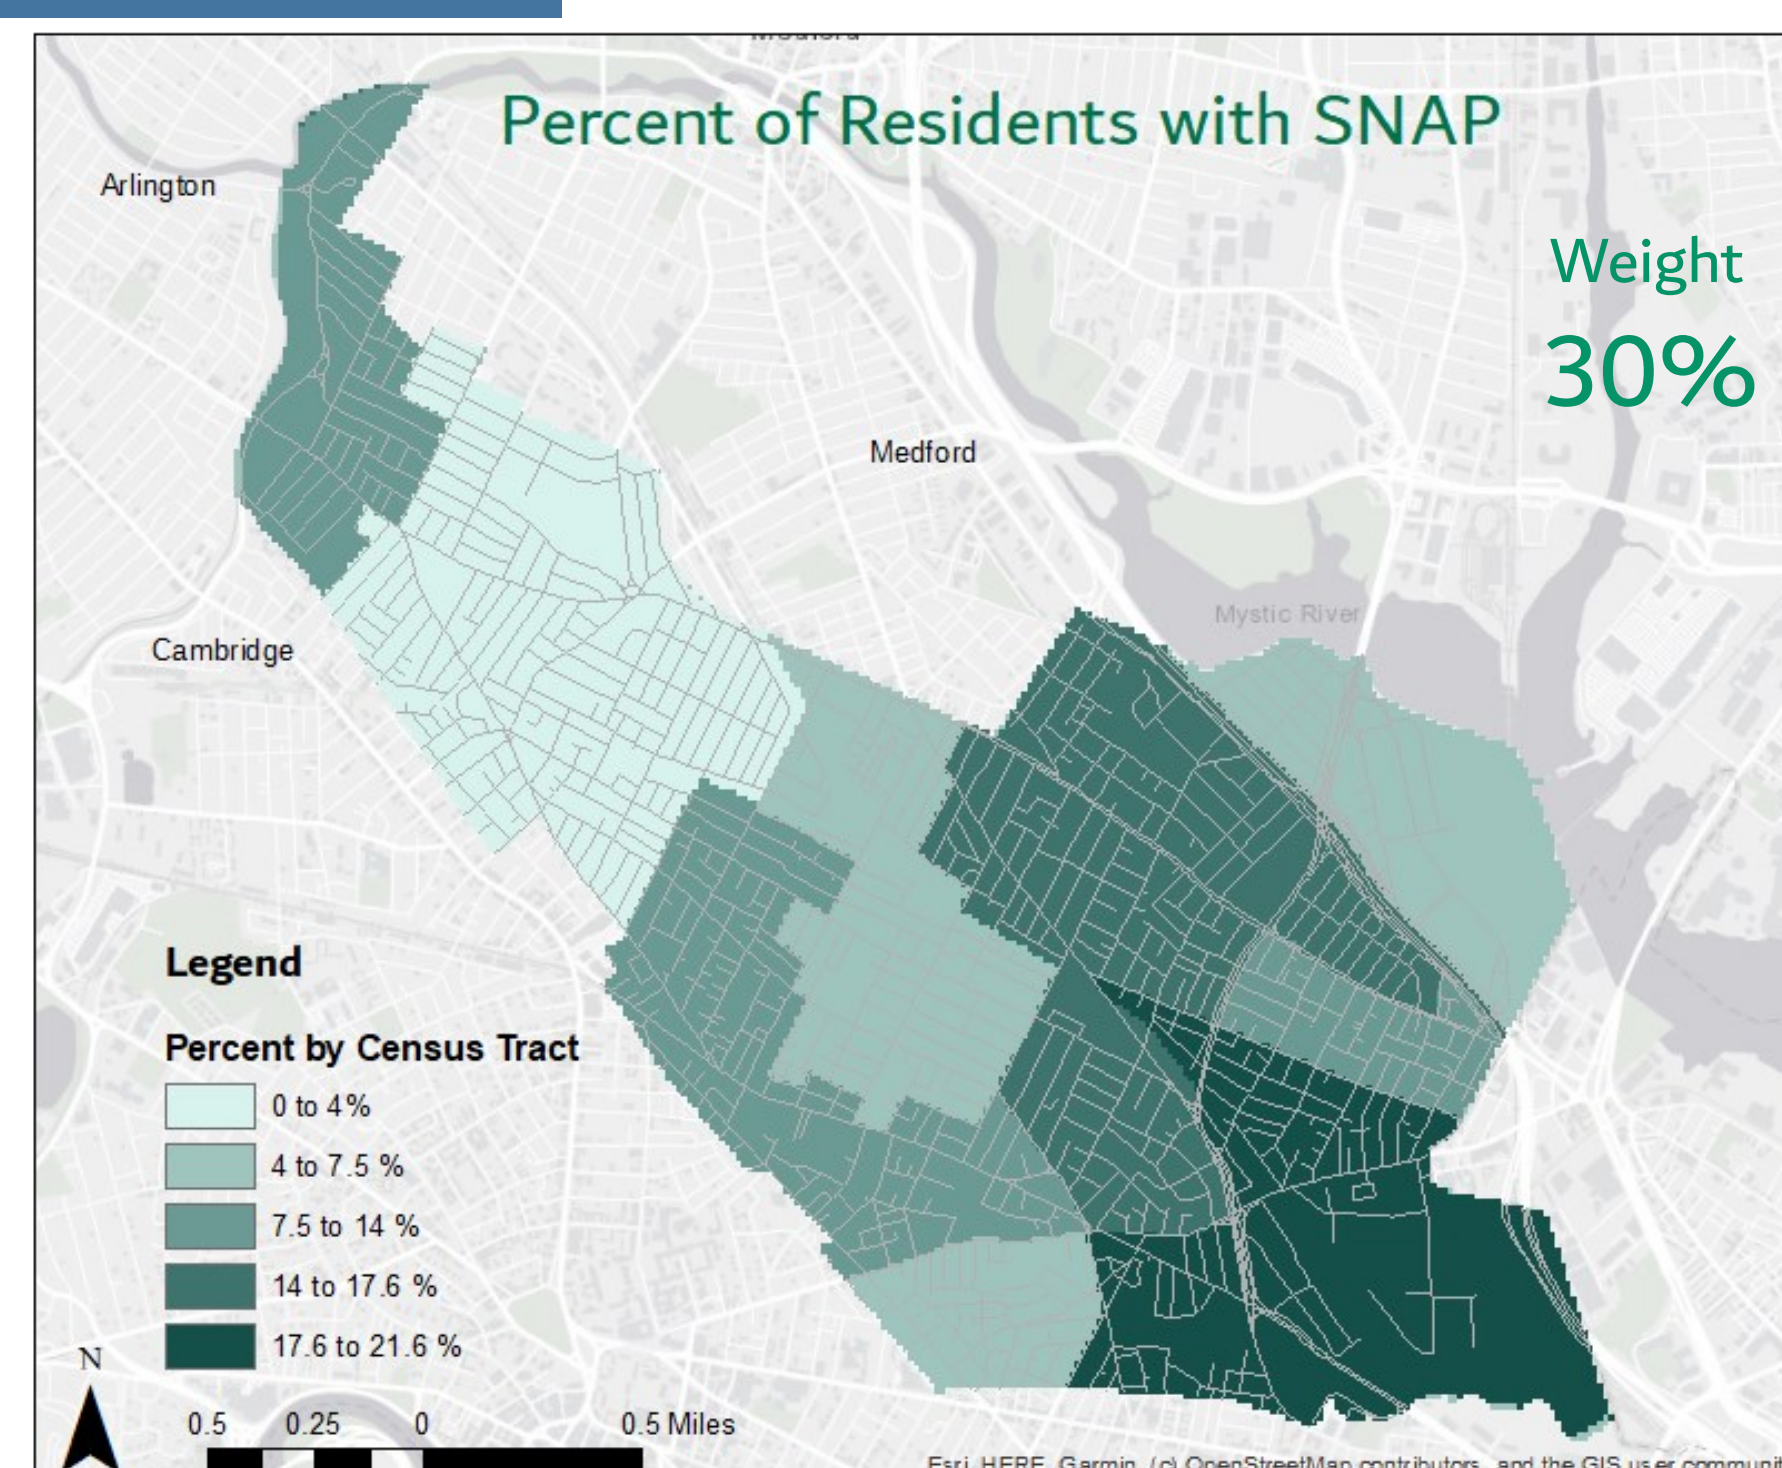 Percent of Residents with SNAP
Arlington
Weight
30%
Medford
Mystic River
Cambridge
Legend
Percent by Census Tract
0 to 4%
4 to 7.5 %
7.5 to 14 %
14 to 17.6 %
17.6 to 21.6 %
N
0.5 0.25 0 0.5 Miles
Esri, HERE, Garmin, (c) OpenStreetMap contributors, and the GIS user